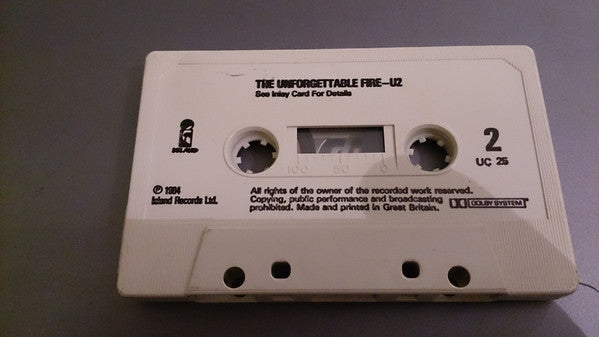 THE UNFORGETTABLE FIRE—U2
See Inlay Card For Details
ISLAND
2
UC 25
100 50 0
℗ 1984
Island Records Ltd.
All rights of the owner of the recorded work reserved.
Copying, public performance and broadcasting
prohibited. Made and printed in Great Britain.
DOLBY SYSTEM